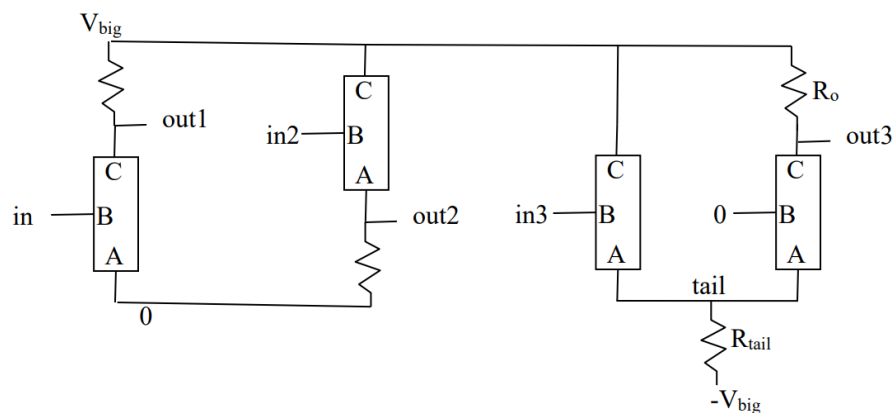 V_big
out1
C
in
B
A
0
C
in2
B
A
out2
C
in3
B
A
R_o
out3
C
0
B
A
tail
R_tail
-V_big